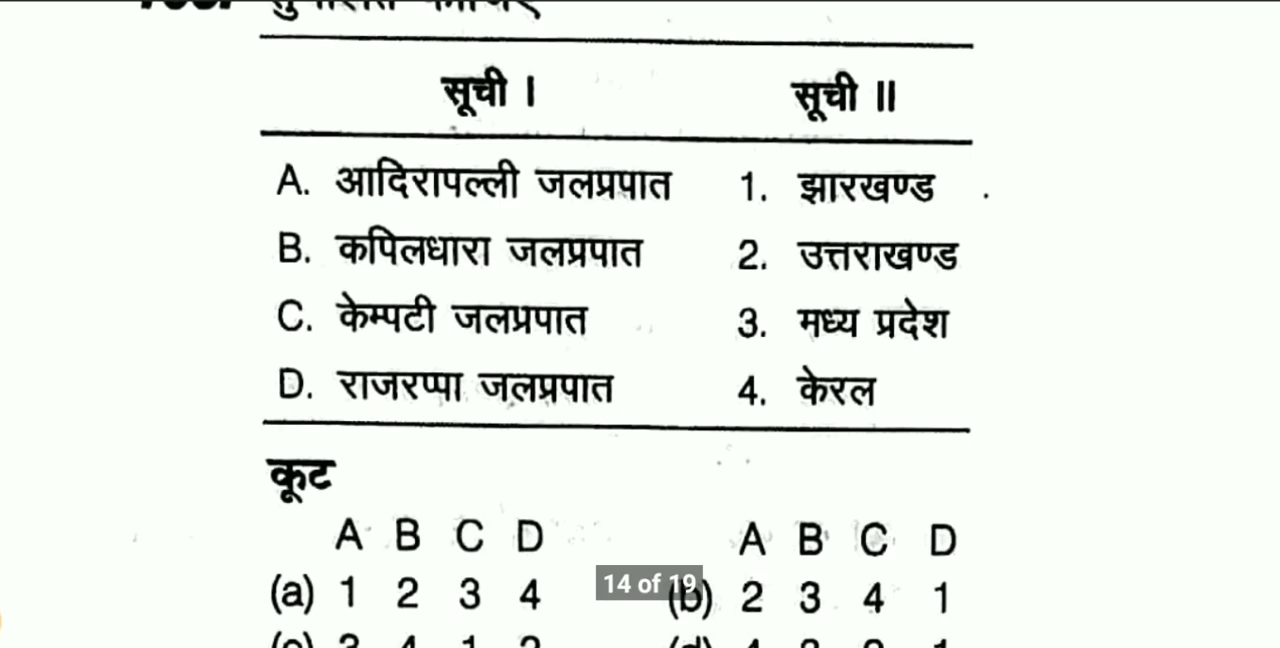 सूची I सूची II
A. आदिरापल्ली जलप्रपात 1. झारखण्ड
B. कपिलधारा जलप्रपात 2. उत्तराखण्ड
C. केम्पटी जलप्रपात 3. मध्य प्रदेश
D. राजरप्पा जलप्रपात 4. केरल
कूट
A B C D A B C D
14 of 19
(a) 1 2 3 4 (b) 2 3 4 1